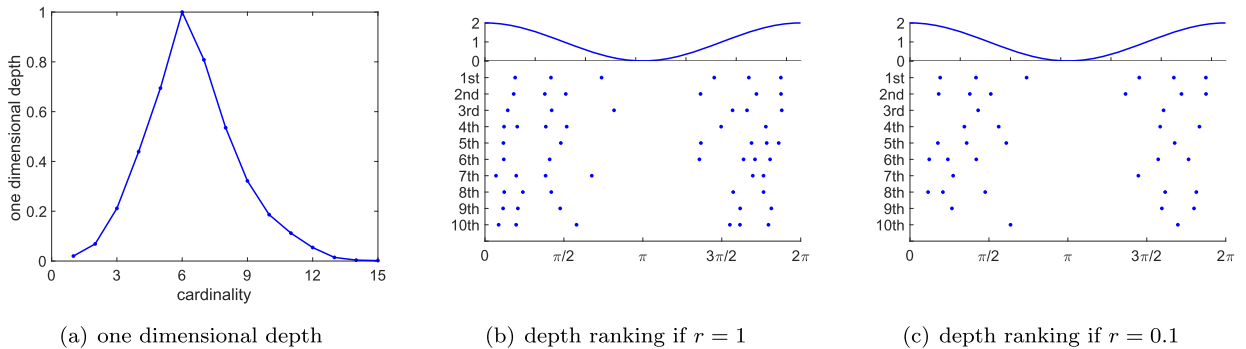 1
0.8
0.6
0.4
0.2
0
one dimensional depth
0 3 6 9 12 15
cardinality
(a) one dimensional depth
2
1
0
1st
2nd
3rd
4th
5th
6th
7th
8th
9th
10th
0 π/2 π 3π/2 2π
(b) depth ranking if r = 1
2
1
0
1st
2nd
3rd
4th
5th
6th
7th
8th
9th
10th
0 π/2 π 3π/2 2π
(c) depth ranking if r = 0.1